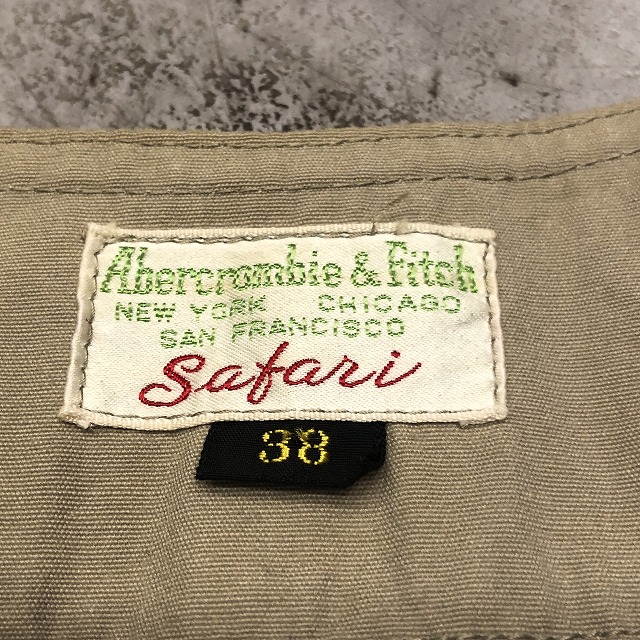 Abercrombie & Fitch
NEW YORK CHICAGO
SAN FRANCISCO
Safari
38